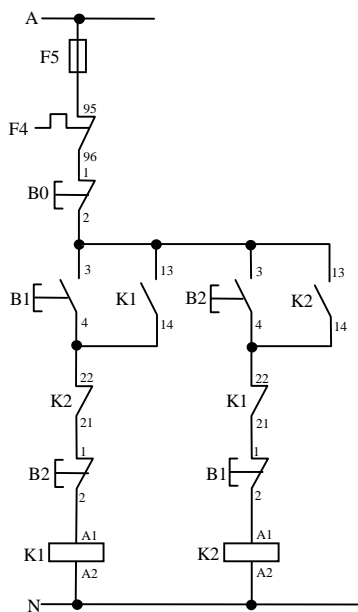 A
F5
95
F4
96
1
B0
2
3 13 3 13
B1 K1 B2 K2
4 14 4 14
22 22
K2 K1
21 21
1 1
B2 B1
2 2
A1 A1
K1 K2
A2 A2
N